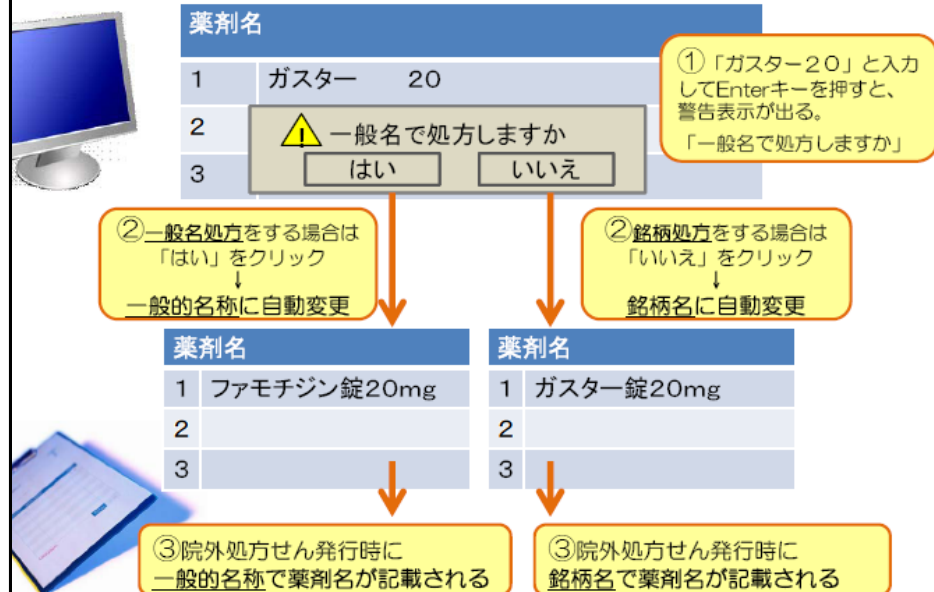 薬剤名
1 ガスター 20
2
3
⚠ 一般名で処方しますか
はい いいえ
①「ガスター20」と入力
してEnterキーを押すと、
警告表示が出る。
「一般名で処方しますか」
②一般名処方をする場合は
「はい」をクリック
↓
一般的名称に自動変更
②銘柄処方をする場合は
「いいえ」をクリック
↓
銘柄名に自動変更
薬剤名
1 ファモチジン錠20mg
2
3
薬剤名
1 ガスター錠20mg
2
3
③院外処方せん発行時に
一般的名称で薬剤名が記載される
③院外処方せん発行時に
銘柄名で薬剤名が記載される